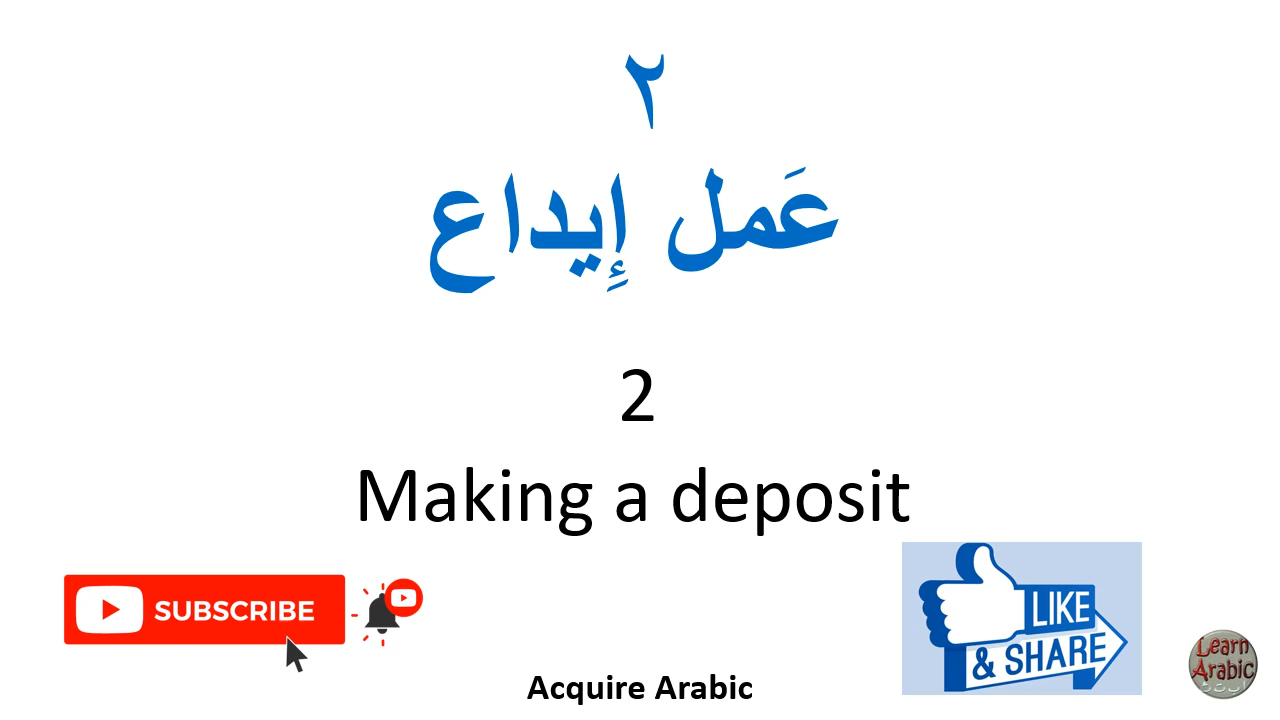 ٢
عَمل إِيداع
2
Making a deposit
SUBSCRIBE
LIKE
& SHARE
Acquire Arabic
Learn
Arabic